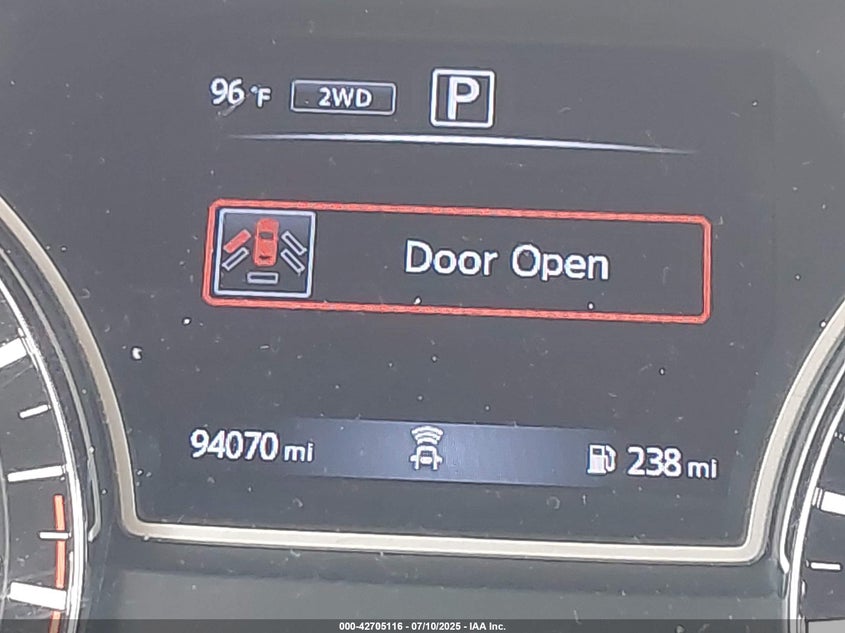 96°F 2WD P
Door Open
94070 mi 238 mi
000-42705116 - 07/10/2025 - IAA Inc.